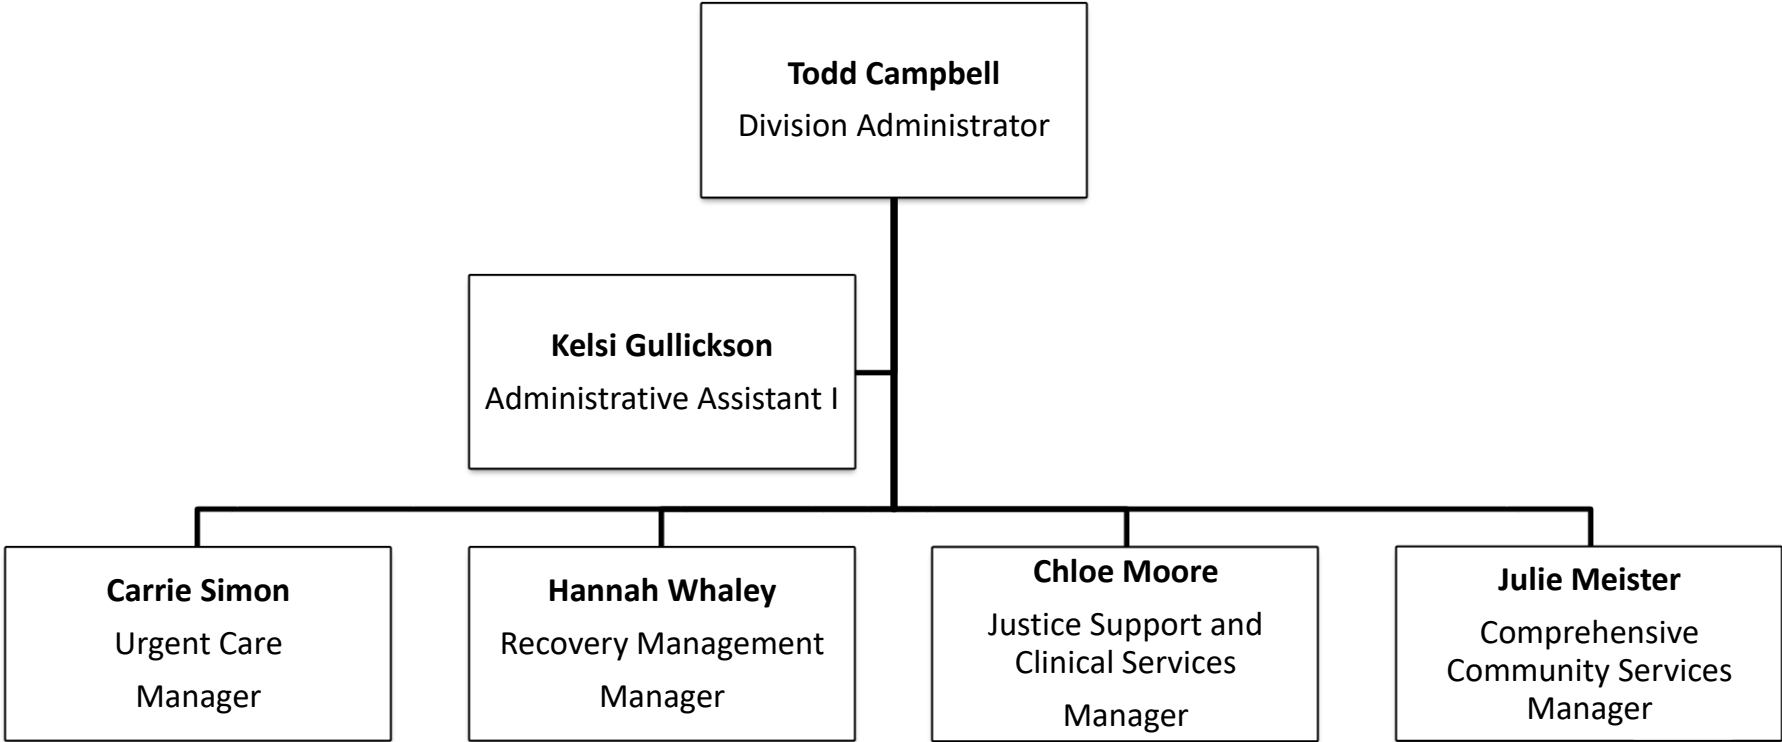 Todd Campbell
Division Administrator
Kelsi Gullickson
Administrative Assistant I
Carrie Simon
Urgent Care
Manager
Hannah Whaley
Recovery Management
Manager
Chloe Moore
Justice Support and
Clinical Services
Manager
Julie Meister
Comprehensive
Community Services
Manager